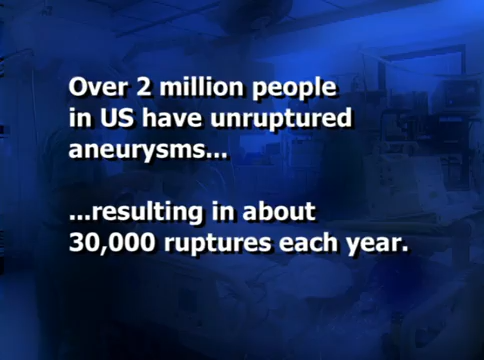 Over 2 million people
in US have unruptured
aneurysms...
...resulting in about
30,000 ruptures each year.